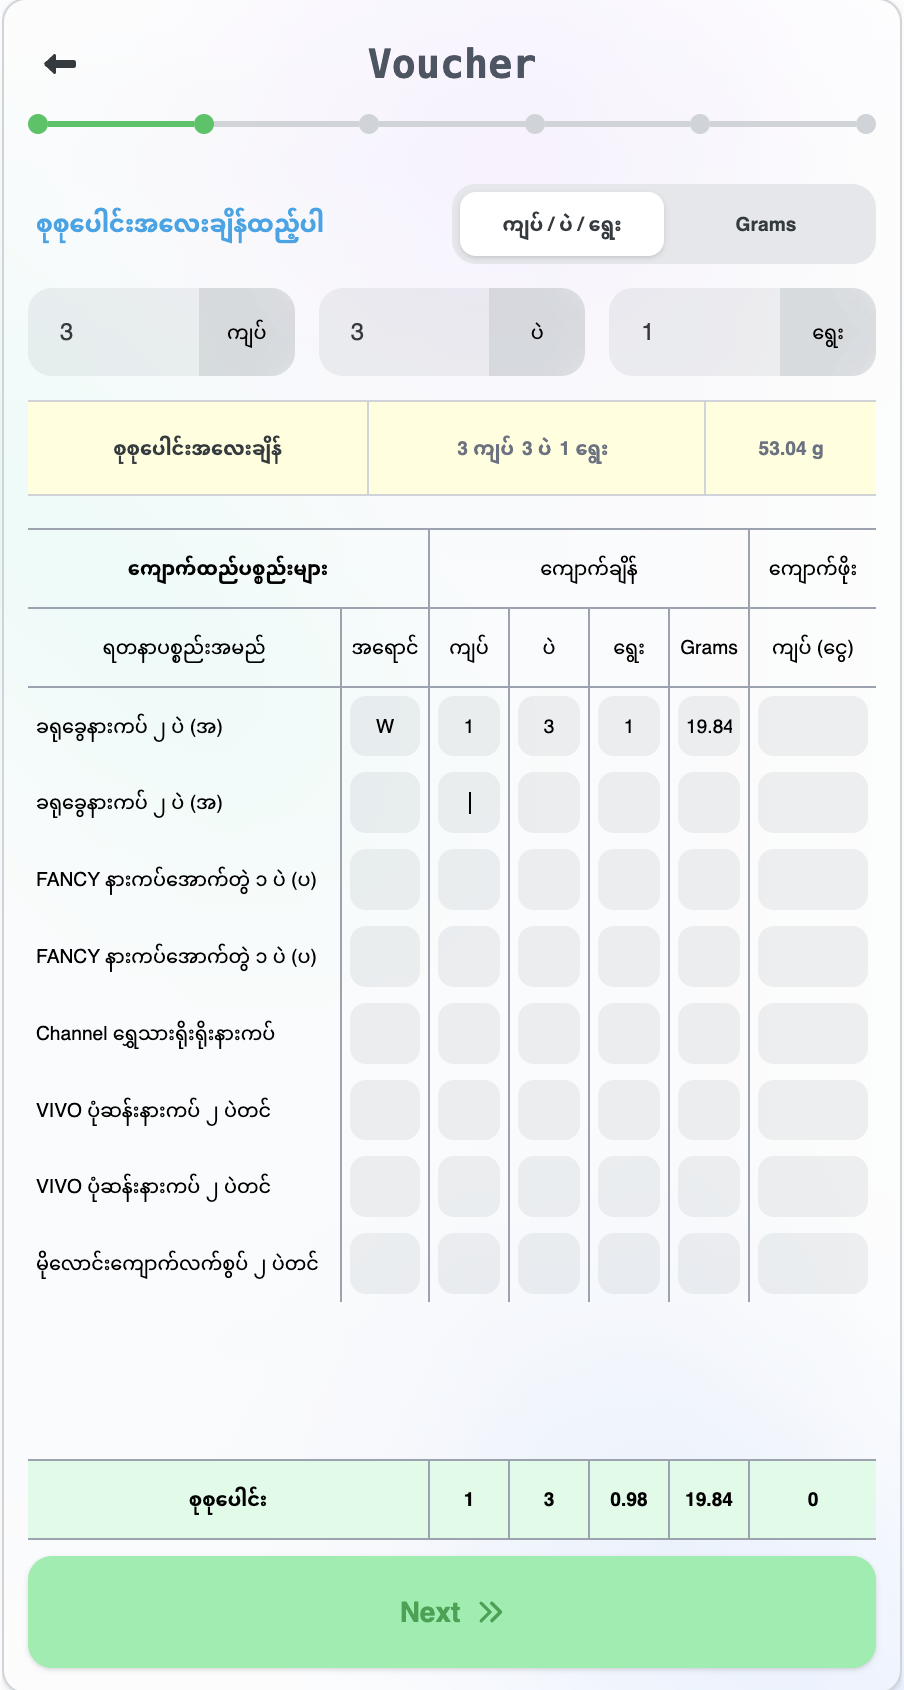 Voucher
စုစုပေါင်းအလေးချိန်ထည့်ပါ
ကျပ် / ပဲ / ရွေး Grams
3 ကျပ် 3 ပဲ 1 ရွေး
စုစုပေါင်းအလေးချိန် 3 ကျပ် 3 ပဲ 1 ရွေး 53.04 g
ကျောက်ထည်ပစ္စည်းများ ကျောက်ချိန် ကျောက်ဖိုး
ရတနာပစ္စည်းအမည် အရောင် ကျပ် ပဲ ရွေး Grams ကျပ် (ငွေ)
ခရုခွေနားကပ် ၂ ပဲ (အ) W 1 3 1 19.84
ခရုခွေနားကပ် ၂ ပဲ (အ)
FANCY နားကပ်အောက်တွဲ ၁ ပဲ (ပ)
FANCY နားကပ်အောက်တွဲ ၁ ပဲ (ပ)
Channel ရွှေသားရိုးရိုးနားကပ်
VIVO ပုံဆန်းနားကပ် ၂ ပဲတင်
VIVO ပုံဆန်းနားကပ် ၂ ပဲတင်
မိုလောင်းကျောက်လက်စွပ် ၂ ပဲတင်
စုစုပေါင်း 1 3 0.98 19.84 0
Next